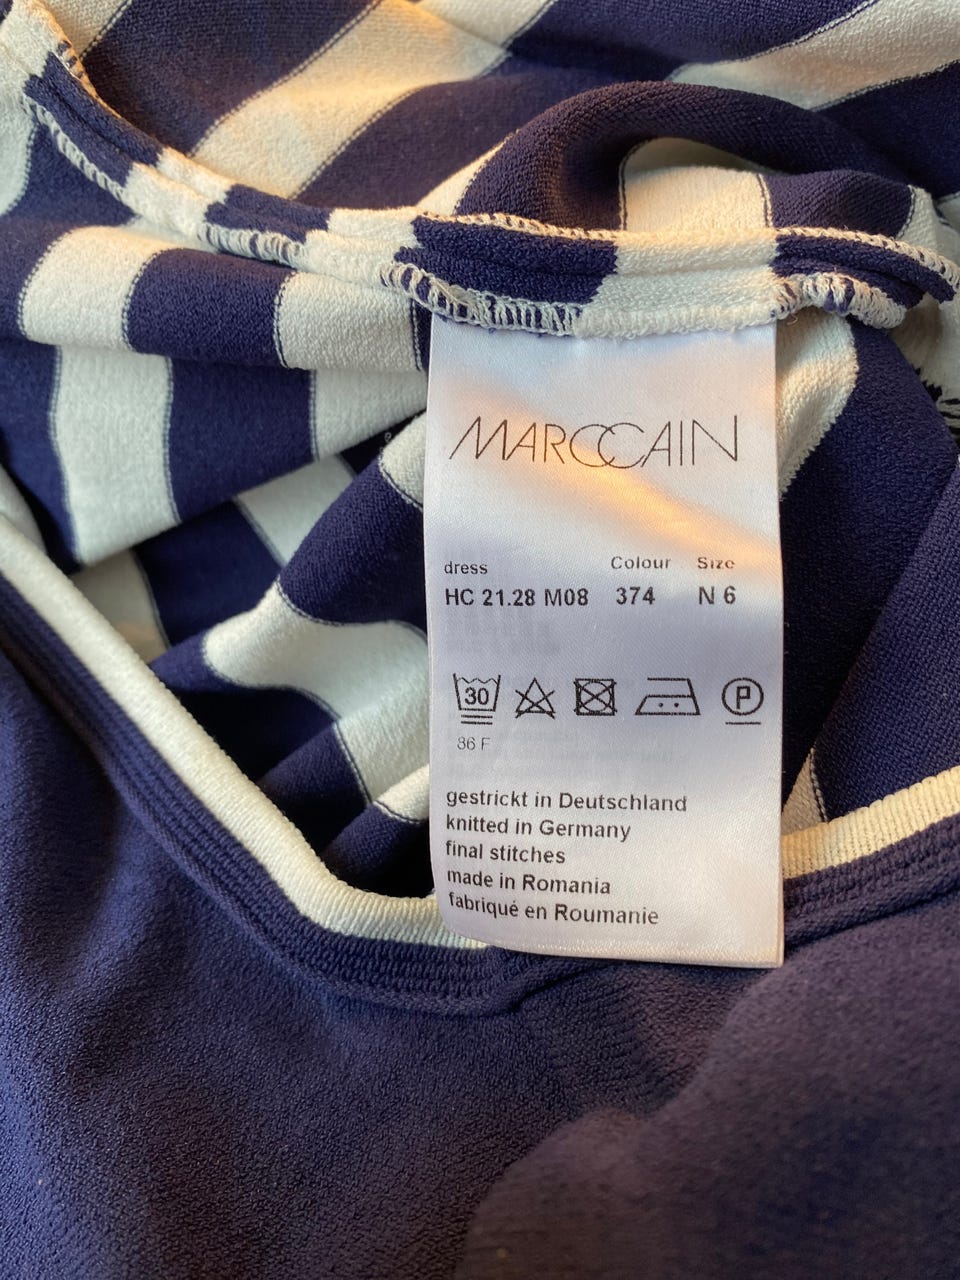 MARCCAIN
dress Colour Size
HC 21.28 M08 374 N 6
30 P
36 F
gestrickt in Deutschland
knitted in Germany
final stitches
made in Romania
fabriqué en Roumanie